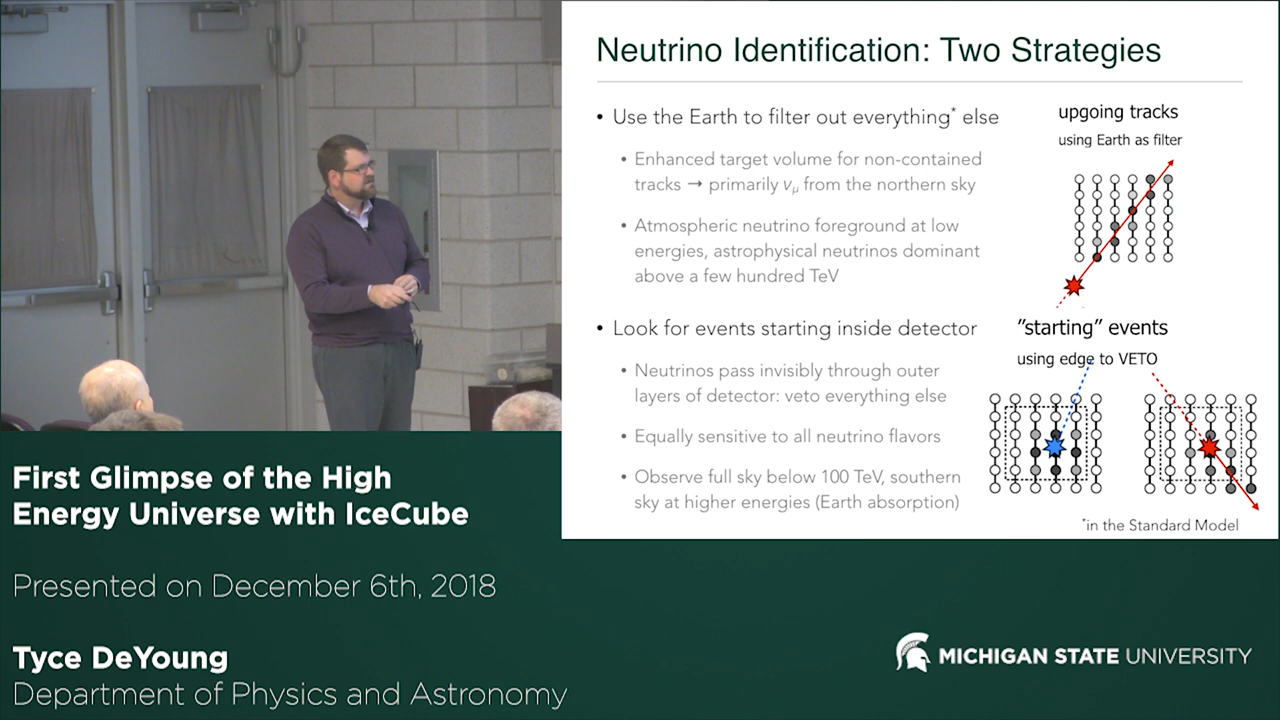 Neutrino Identification: Two Strategies
• Use the Earth to filter out everything* else
• Enhanced target volume for non-contained
tracks → primarily νμ from the northern sky
• Atmospheric neutrino foreground at low
energies, astrophysical neutrinos dominant
above a few hundred TeV
upgoing tracks
using Earth as filter
• Look for events starting inside detector
• Neutrinos pass invisibly through outer
layers of detector: veto everything else
• Equally sensitive to all neutrino flavors
• Observe full sky below 100 TeV, southern
sky at higher energies (Earth absorption)
”starting” events
using edge to VETO
*in the Standard Model
First Glimpse of the High
Energy Universe with IceCube
Presented on December 6th, 2018
Tyce DeYoung
Department of Physics and Astronomy
MICHIGAN STATE UNIVERSITY